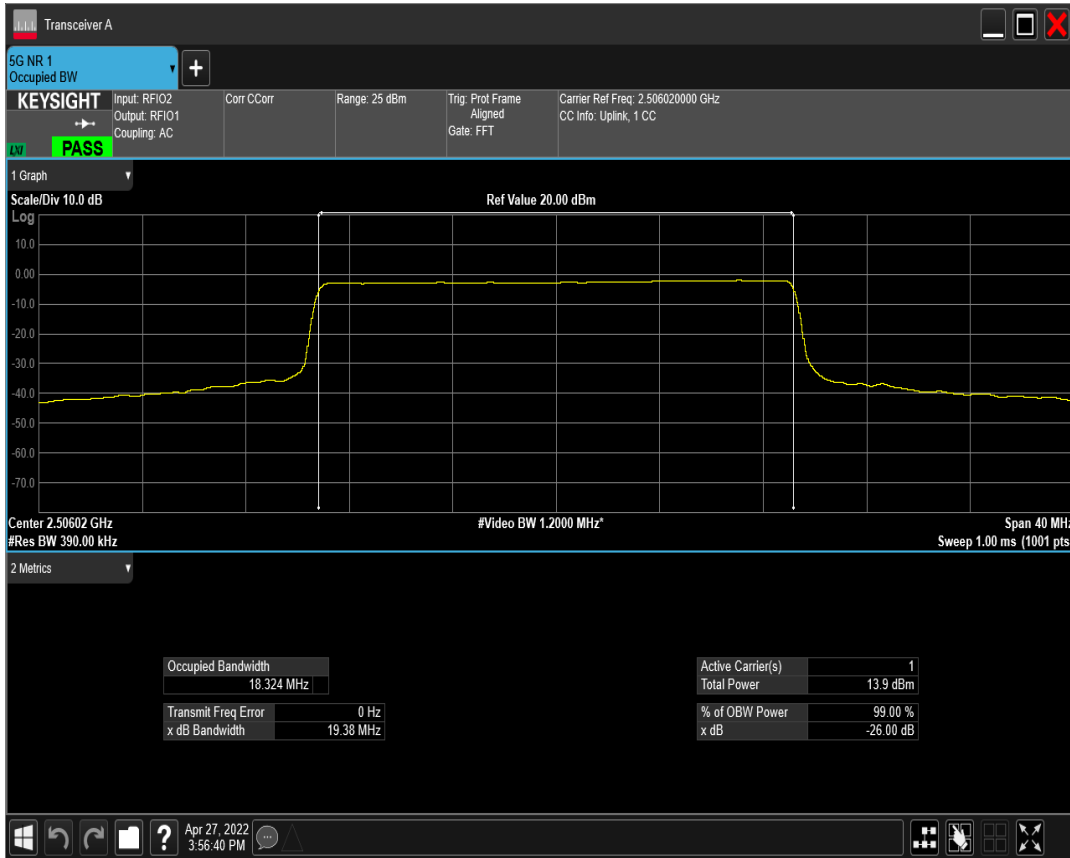 Transceiver A
5G NR 1
Occupied BW
+
KEYSIGHT
Input: RFIO2
Output: RFIO1
Coupling: AC
Corr CCorr
Range: 25 dBm
Trig: Prot Frame
Aligned
Gate: FFT
Carrier Ref Freq: 2.506020000 GHz
CC Info: Uplink, 1 CC
LXI
PASS
1 Graph
Scale/Div 10.0 dB
Ref Value 20.00 dBm
Log
10.0
0.00
-10.0
-20.0
-30.0
-40.0
-50.0
-60.0
-70.0
Center 2.50602 GHz
#Video BW 1.2000 MHz*
Span 40 MHz
#Res BW 390.00 kHz
Sweep 1.00 ms (1001 pts
2 Metrics
Occupied Bandwidth
18.324 MHz
Transmit Freq Error 0 Hz
x dB Bandwidth 19.38 MHz
Active Carrier(s) 1
Total Power 13.9 dBm
% of OBW Power 99.00 %
x dB -26.00 dB
?
Apr 27, 2022
3:56:40 PM